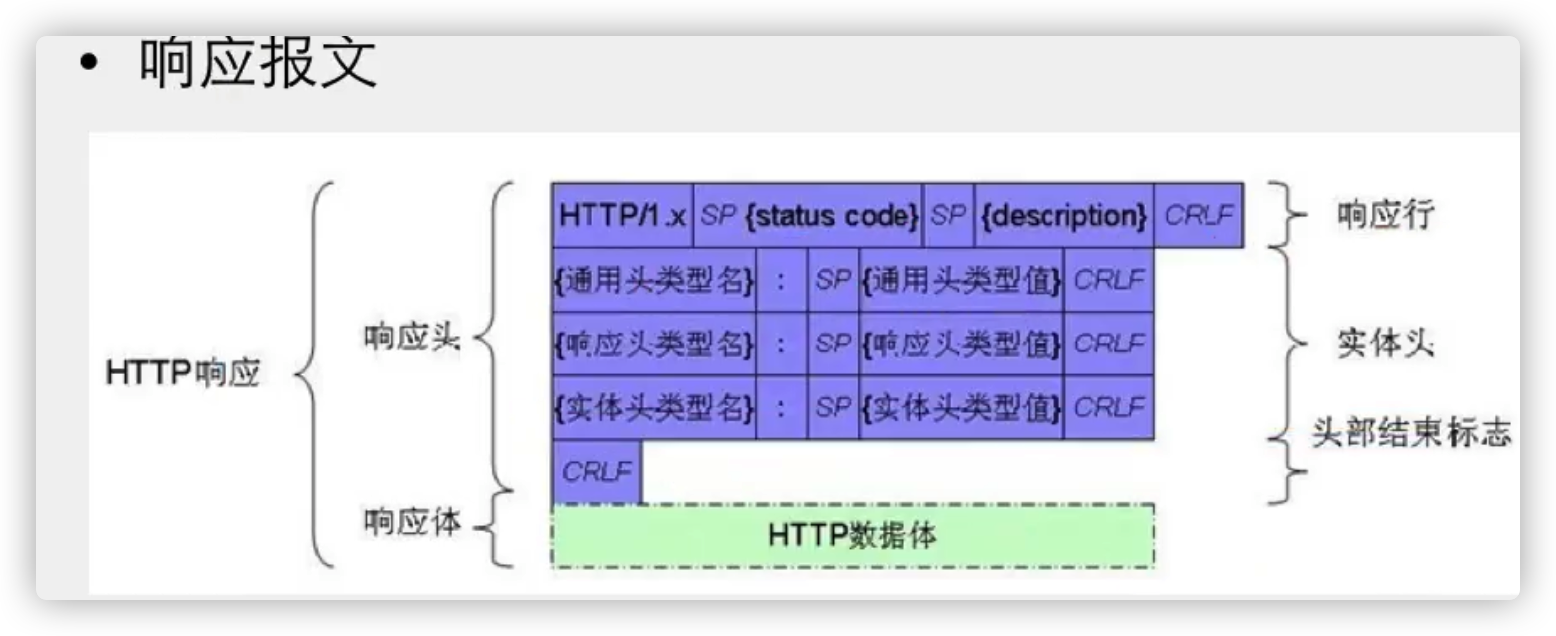 • 响应报文
HTTP/1.x SP {status code} SP {description} CRLF 响应行
{通用头类型名} : SP {通用头类型值} CRLF
响应头 {响应头类型名} : SP {响应头类型值} CRLF 实体头
HTTP响应
{实体头类型名} : SP {实体头类型值} CRLF
头部结束标志
CRLF
响应体 HTTP数据体